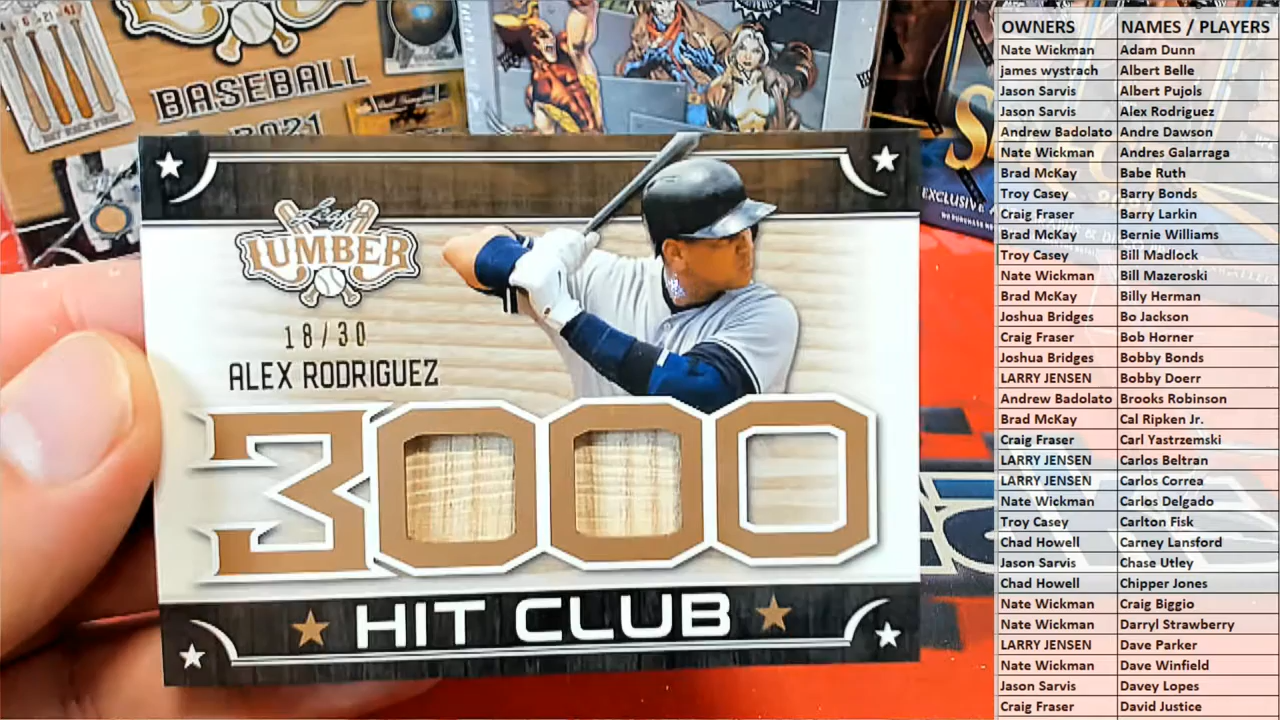 4 6 21 41
BASEBALL
2021
EXCLUSIVE
Leaf
LUMBER
18/30
ALEX RODRIGUEZ
3000
HIT CLUB
OWNERS NAMES / PLAYERS
Nate Wickman Adam Dunn
james wystrach Albert Belle
Jason Sarvis Albert Pujols
Jason Sarvis Alex Rodriguez
Andrew Badolato Andre Dawson
Nate Wickman Andres Galarraga
Brad McKay Babe Ruth
Troy Casey Barry Bonds
Craig Fraser Barry Larkin
Brad McKay Bernie Williams
Troy Casey Bill Madlock
Nate Wickman Bill Mazeroski
Brad McKay Billy Herman
Joshua Bridges Bo Jackson
Craig Fraser Bob Horner
Joshua Bridges Bobby Bonds
LARRY JENSEN Bobby Doerr
Andrew Badolato Brooks Robinson
Brad McKay Cal Ripken Jr.
Craig Fraser Carl Yastrzemski
LARRY JENSEN Carlos Beltran
LARRY JENSEN Carlos Correa
Nate Wickman Carlos Delgado
Troy Casey Carlton Fisk
Chad Howell Carney Lansford
Jason Sarvis Chase Utley
Chad Howell Chipper Jones
Nate Wickman Craig Biggio
Nate Wickman Darryl Strawberry
LARRY JENSEN Dave Parker
Nate Wickman Dave Winfield
Jason Sarvis Davey Lopes
Craig Fraser David Justice